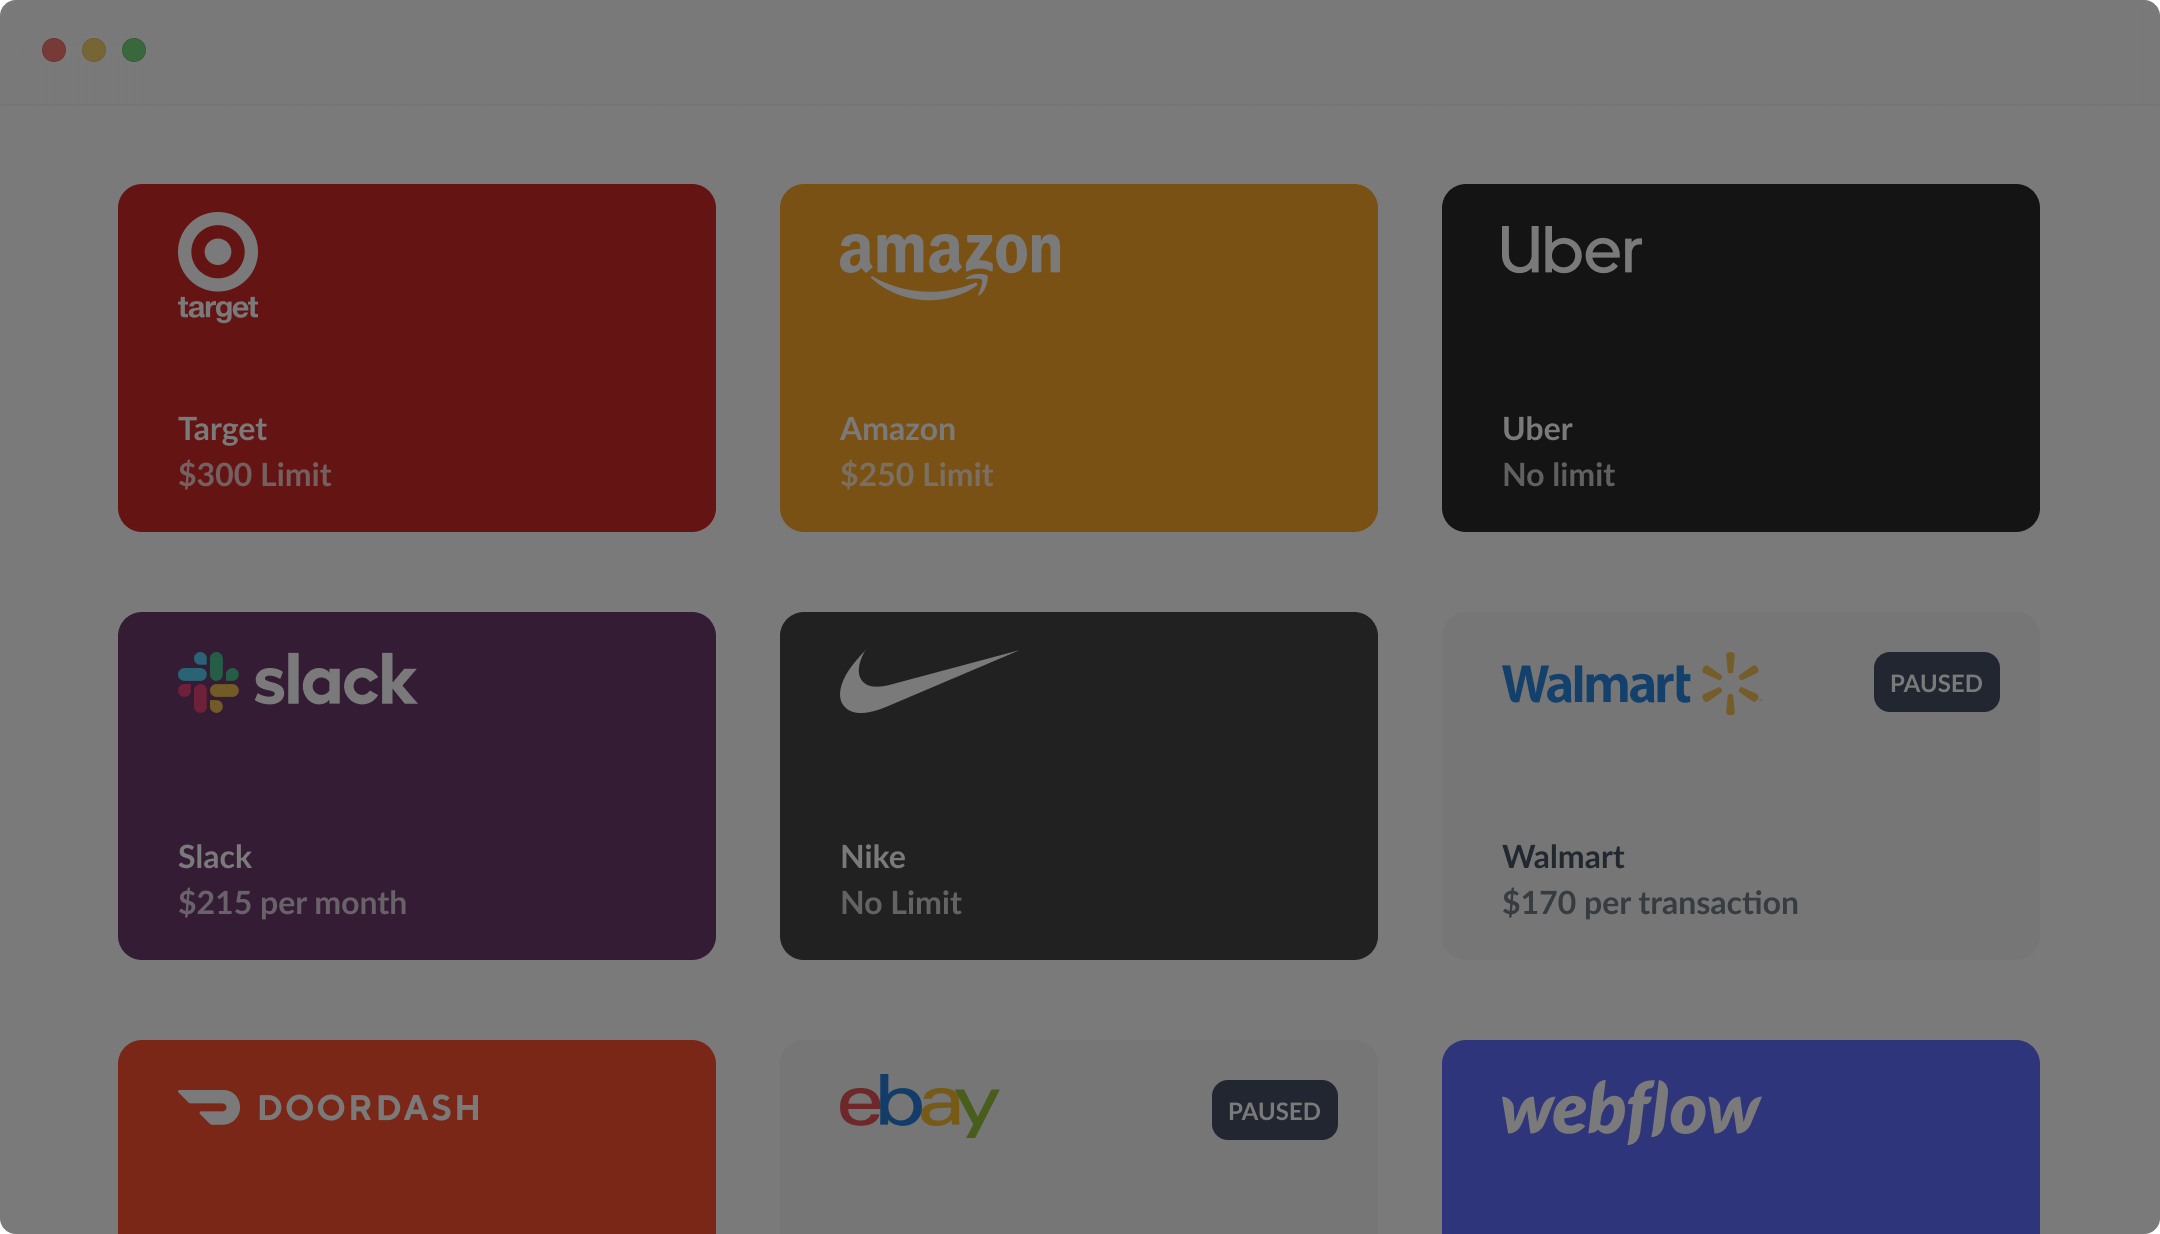 target
Target
$300 Limit
amazon
Amazon
$250 Limit
Uber
Uber
No limit
slack
Slack
$215 per month
Nike
No Limit
Walmart
PAUSED
Walmart
$170 per transaction
DOORDASH
ebay
PAUSED
webflow